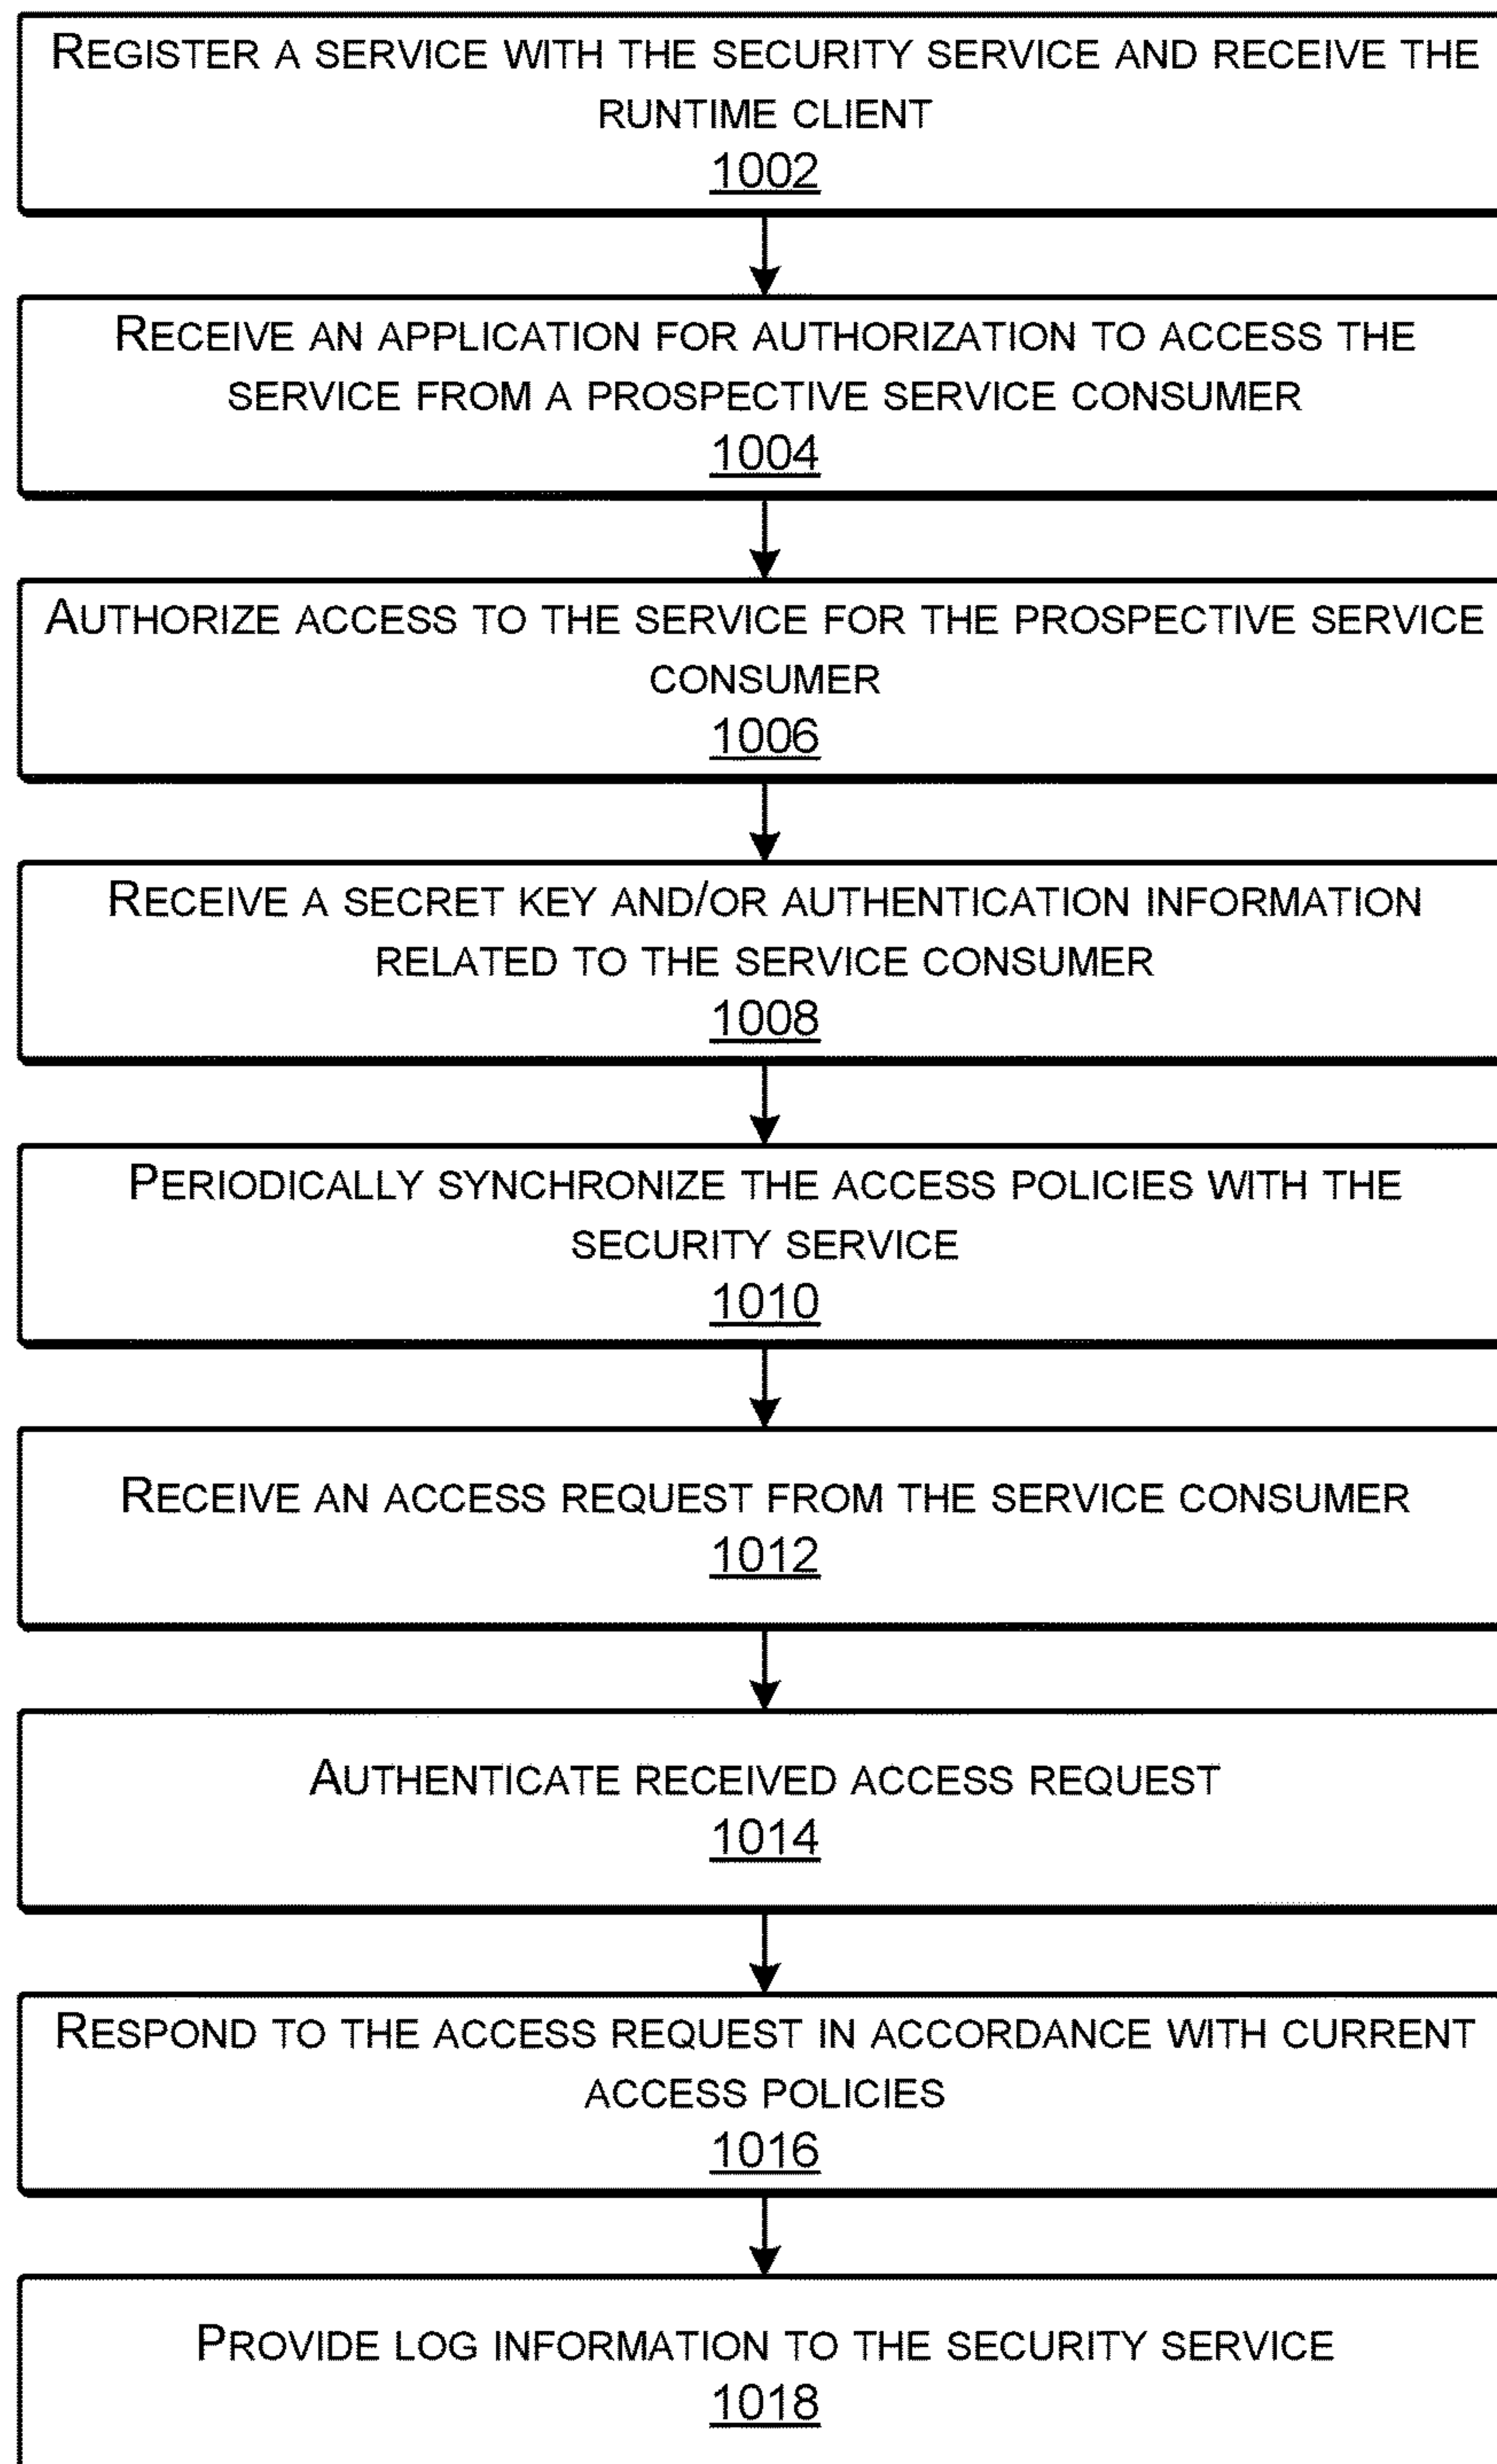 REGISTER A SERVICE WITH THE SECURITY SERVICE AND RECEIVE THE
RUNTIME CLIENT
1002
RECEIVE AN APPLICATION FOR AUTHORIZATION TO ACCESS THE
SERVICE FROM A PROSPECTIVE SERVICE CONSUMER
1004
AUTHORIZE ACCESS TO THE SERVICE FOR THE PROSPECTIVE SERVICE
CONSUMER
1006
RECEIVE A SECRET KEY AND/OR AUTHENTICATION INFORMATION
RELATED TO THE SERVICE CONSUMER
1008
PERIODICALLY SYNCHRONIZE THE ACCESS POLICIES WITH THE
SECURITY SERVICE
1010
RECEIVE AN ACCESS REQUEST FROM THE SERVICE CONSUMER
1012
AUTHENTICATE RECEIVED ACCESS REQUEST
1014
RESPOND TO THE ACCESS REQUEST IN ACCORDANCE WITH CURRENT
ACCESS POLICIES
1016
PROVIDE LOG INFORMATION TO THE SECURITY SERVICE
1018